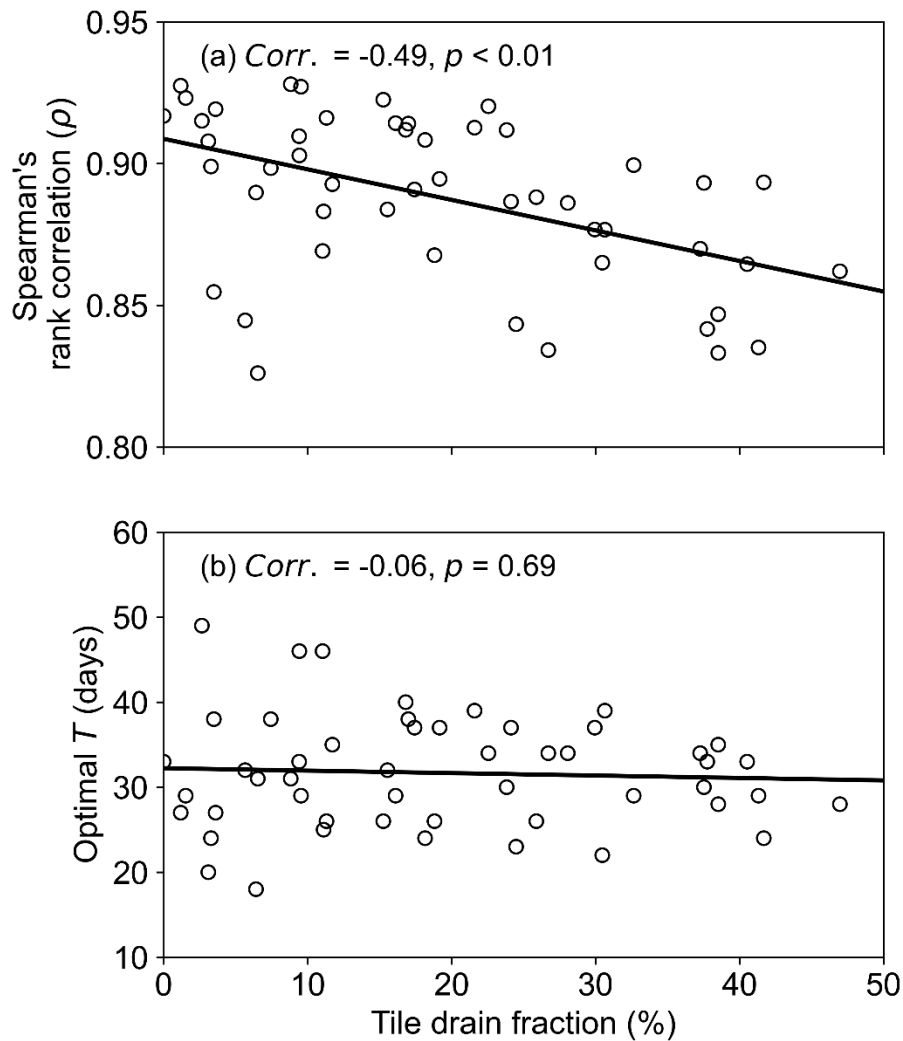 0.95
(a) Corr. = -0.49, p < 0.01
0.90
0.85
0.80
Spearman's
rank correlation (ρ)
60
(b) Corr. = -0.06, p = 0.69
50
40
30
20
10
Optimal T (days)
0 10 20 30 40 50
Tile drain fraction (%)